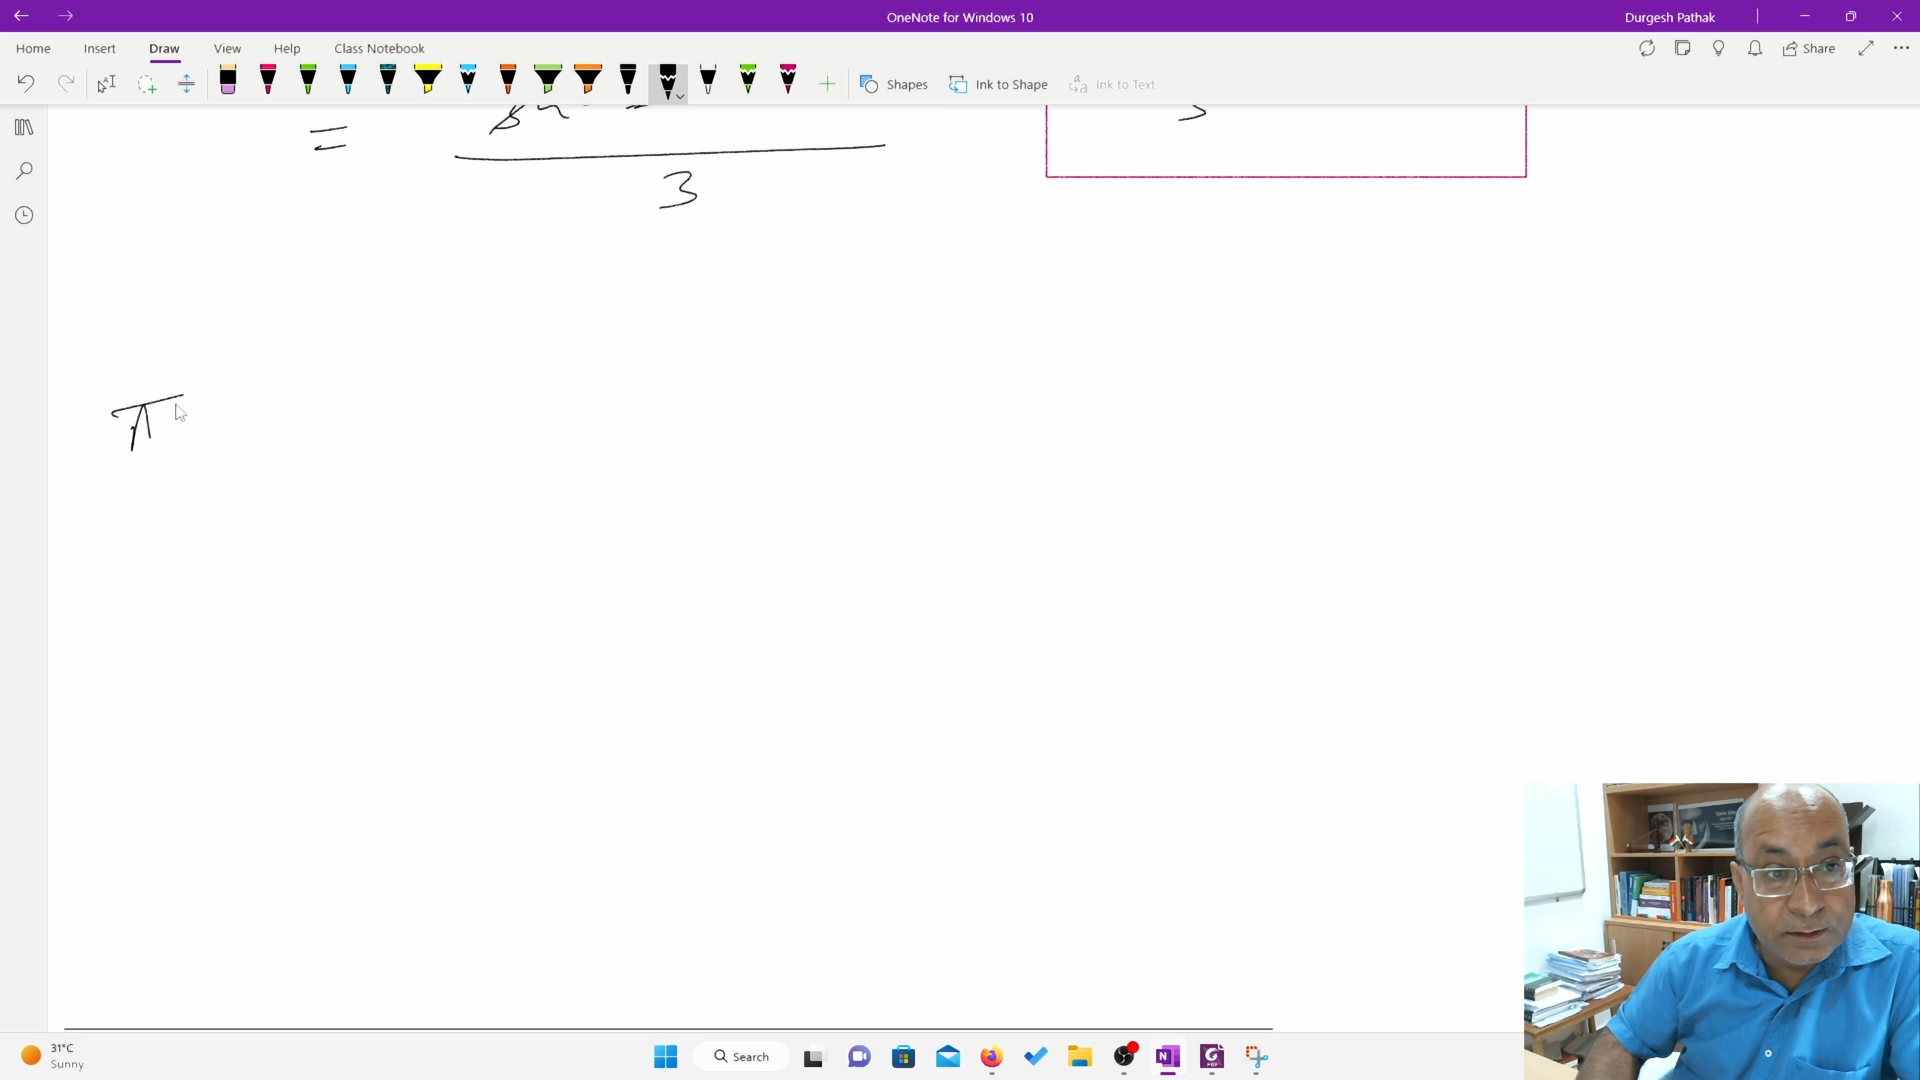 OneNote for Windows 10
Durgesh Pathak
Home Insert Draw View Help Class Notebook
Share
Shapes Ink to Shape Ink to Text
=
3
π
31°C
Sunny
Search